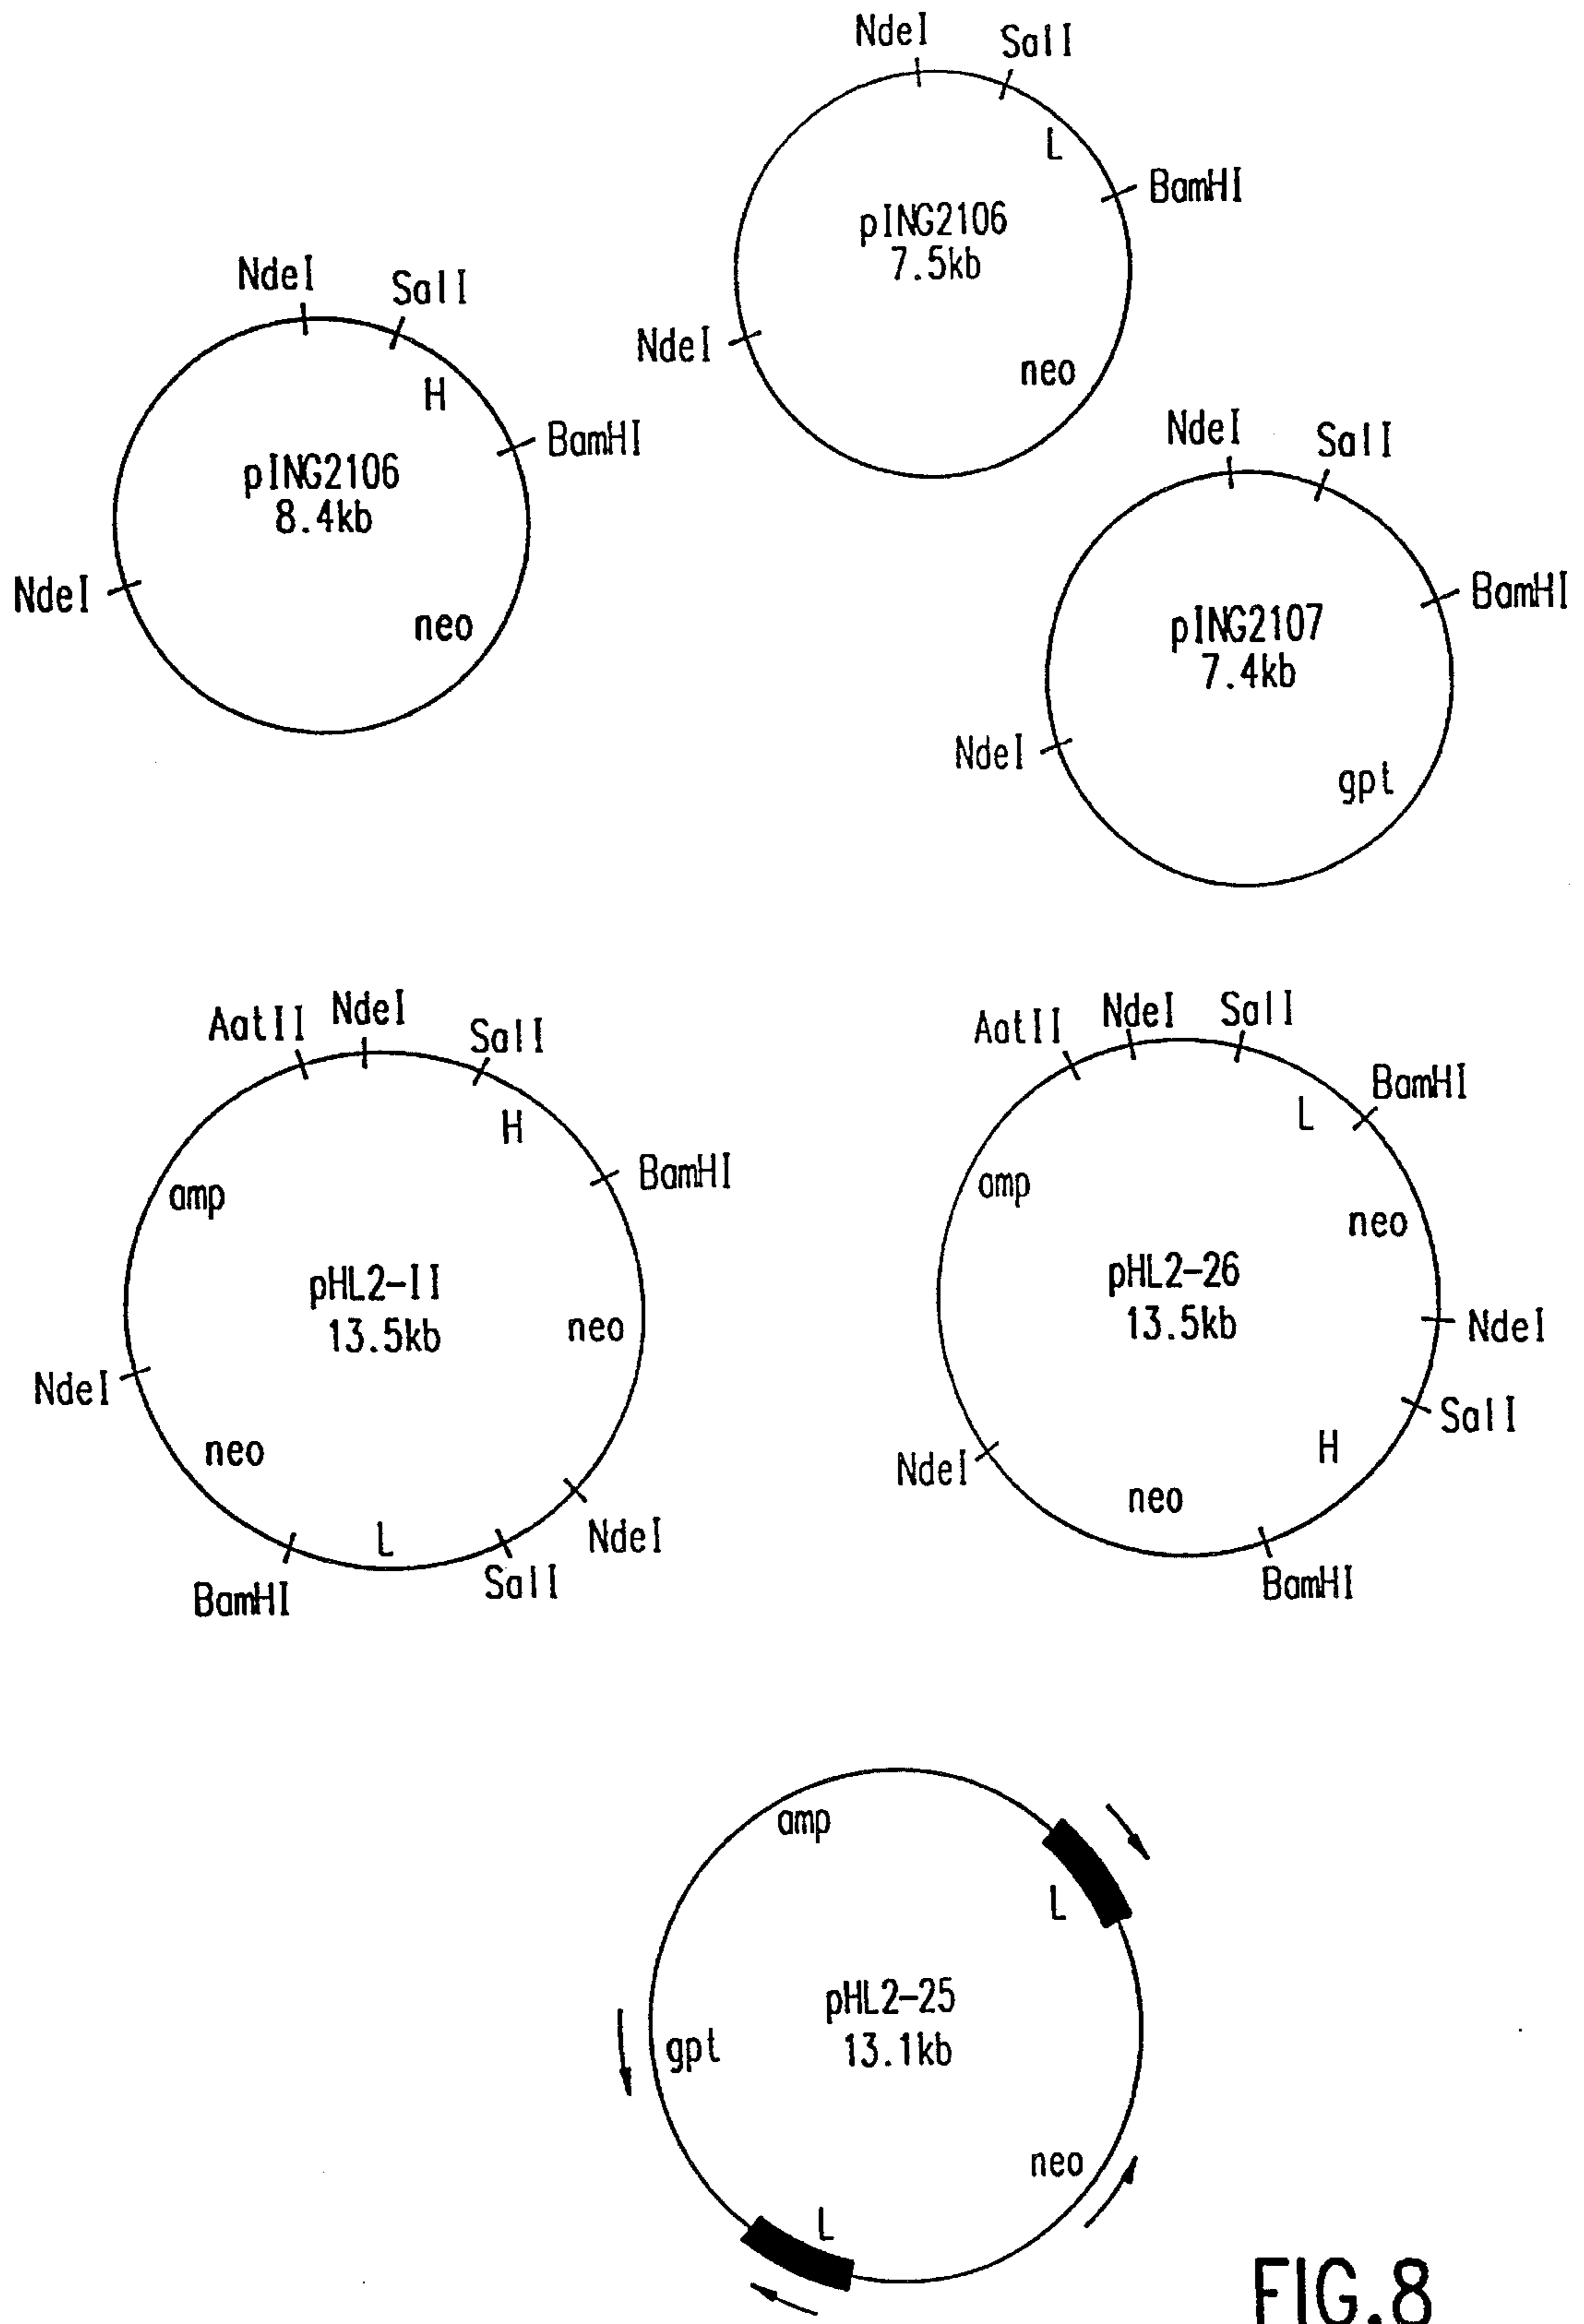 NdeI
SalI
L
BamHI
pING2106
7.5kb
NdeI
neo
NdeI
SalI
H
BamHI
pING2106
8.4kb
NdeI
neo
NdeI
SalI
BamHI
pING2107
7.4kb
NdeI
gpt
AatII
NdeI
SalI
H
BamHI
amp
pHL2-II
13.5kb
neo
NdeI
neo
NdeI
L
SalI
BamHI
AatII
NdeI
SalI
BamHI
L
amp
neo
pHL2-26
13.5kb
NdeI
SalI
H
NdeI
neo
BamHI
amp
L
pHL2-25
13.1kb
gpt
neo
L
FIG.8